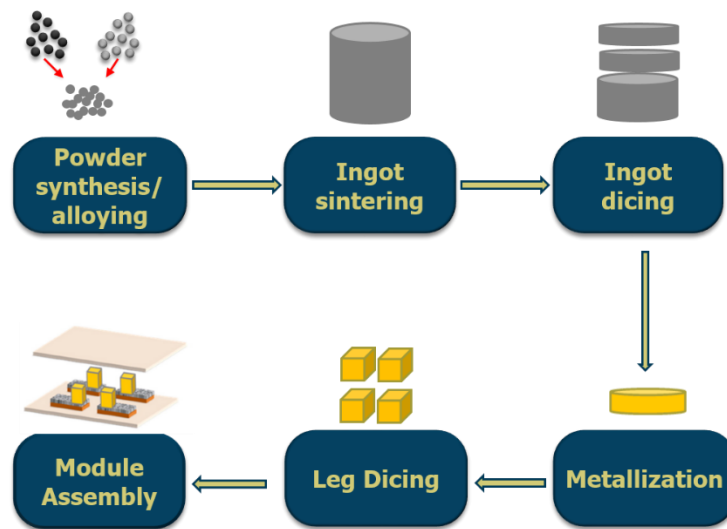 Powder
synthesis/
alloying
Ingot
sintering
Ingot
dicing
Module
Assembly
Leg Dicing
Metallization